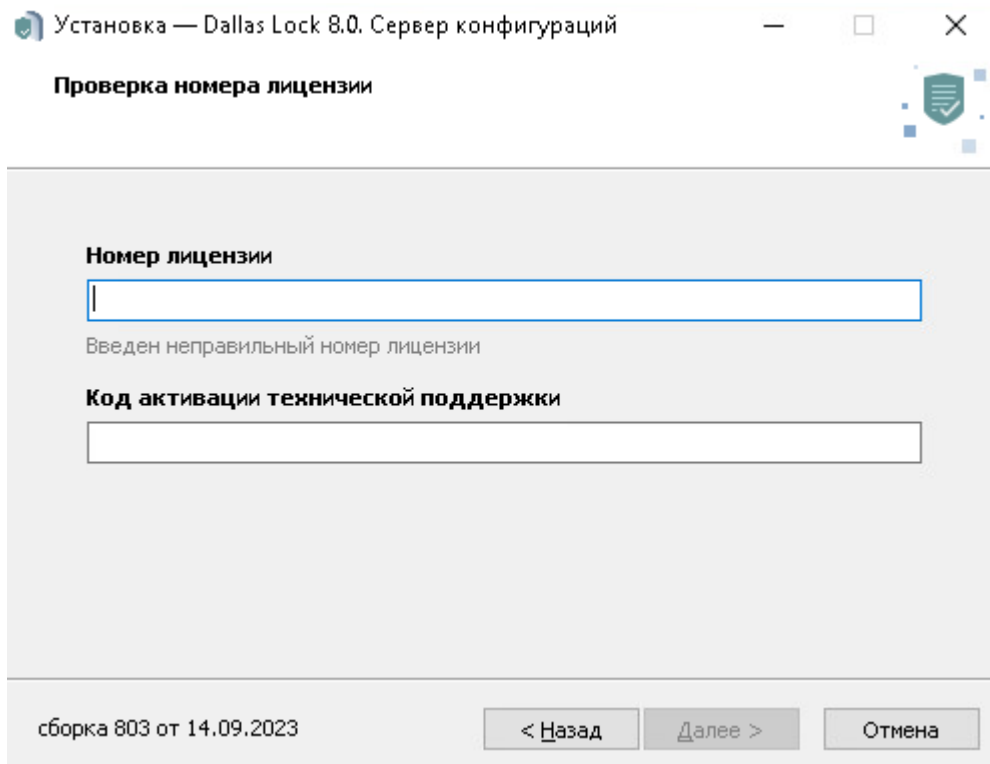 Установка — Dallas Lock 8.0. Сервер конфигураций
Проверка номера лицензии
Номер лицензии
Введен неправильный номер лицензии
Код активации технической поддержки
сборка 803 от 14.09.2023
< Назад
Далее >
Отмена